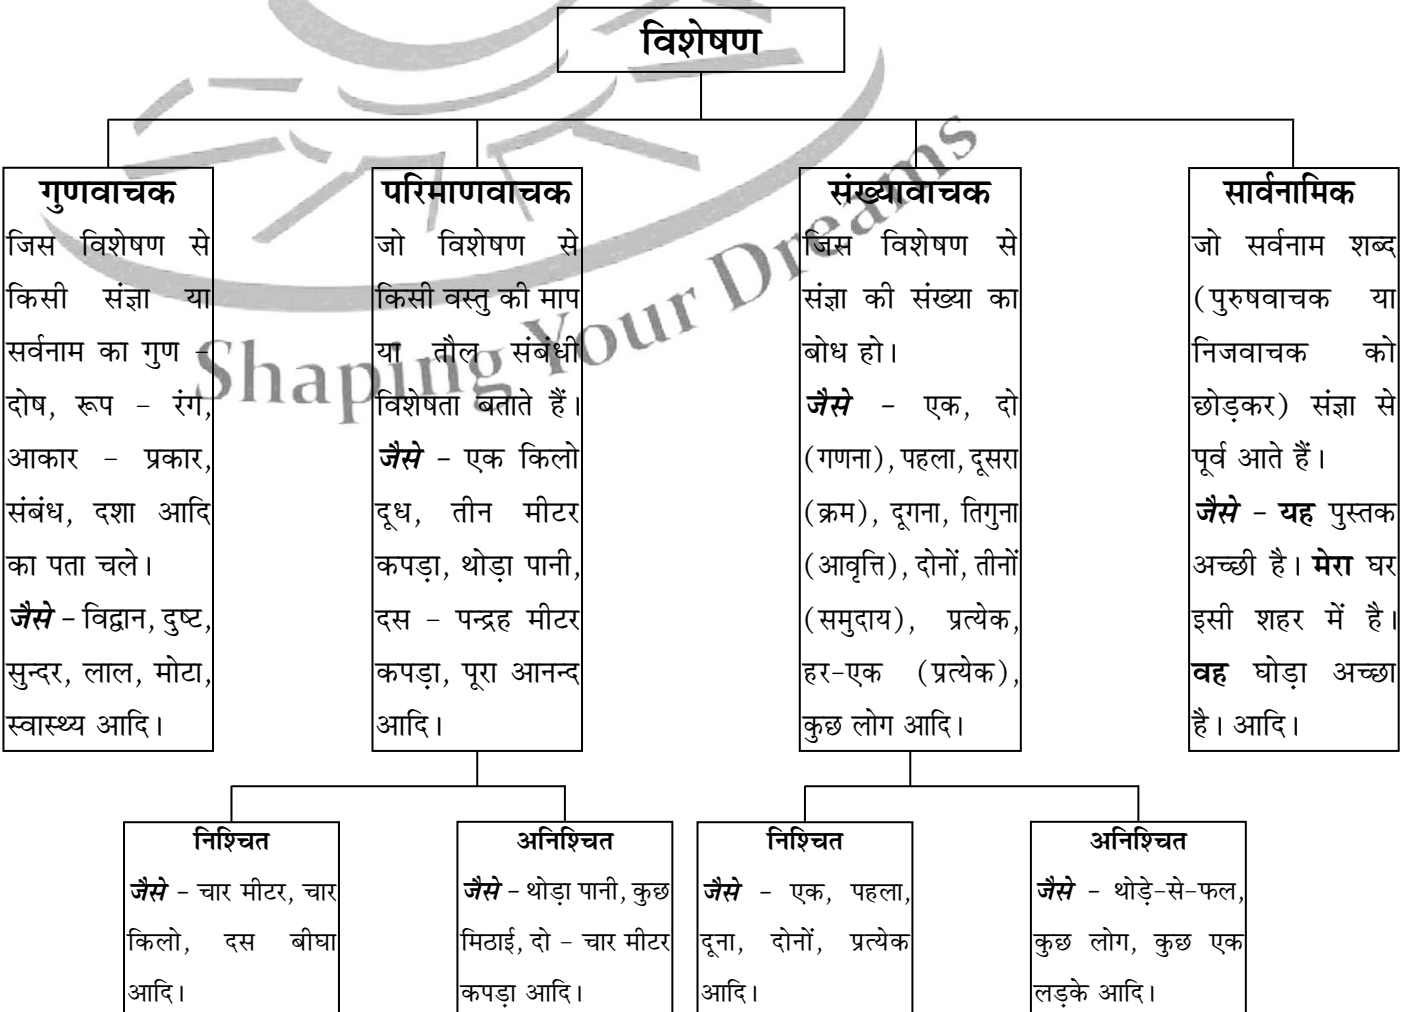 विशेषण
गुणवाचक
जिस विशेषण से
किसी संज्ञा या
सर्वनाम का गुण –
दोष, रूप – रंग,
आकार – प्रकार,
संबंध, दशा आदि
का पता चले।
जैसे – विद्वान, दुष्ट,
सुन्दर, लाल, मोटा,
स्वास्थ्य आदि।
परिमाणवाचक
जो विशेषण से
किसी वस्तु की माप
या तौल संबंधी
विशेषता बताते हैं।
जैसे – एक किलो
दूध, तीन मीटर
कपड़ा, थोड़ा पानी,
दस – पन्द्रह मीटर
कपड़ा, पूरा आनन्द
आदि।
संख्यावाचक
जिस विशेषण से
संज्ञा की संख्या का
बोध हो।
जैसे – एक, दो
(गणना), पहला, दूसरा
(क्रम), दूगना, तिगुना
(आवृत्ति), दोनों, तीनों
(समुदाय), प्रत्येक,
हर-एक (प्रत्येक),
कुछ लोग आदि।
सार्वनामिक
जो सर्वनाम शब्द
(पुरुषवाचक या
निजवाचक को
छोड़कर) संज्ञा से
पूर्व आते हैं।
जैसे – यह पुस्तक
अच्छी है। मेरा घर
इसी शहर में है।
वह घोड़ा अच्छा
है। आदि।
निश्चित
जैसे – चार मीटर, चार
किलो, दस बीघा
आदि।
अनिश्चित
जैसे – थोड़ा पानी, कुछ
मिठाई, दो – चार मीटर
कपड़ा आदि।
निश्चित
जैसे – एक, पहला,
दूना, दोनों, प्रत्येक
आदि।
अनिश्चित
जैसे – थोड़े-से-फल,
कुछ लोग, कुछ एक
लड़के आदि।
Shaping Your Dreams